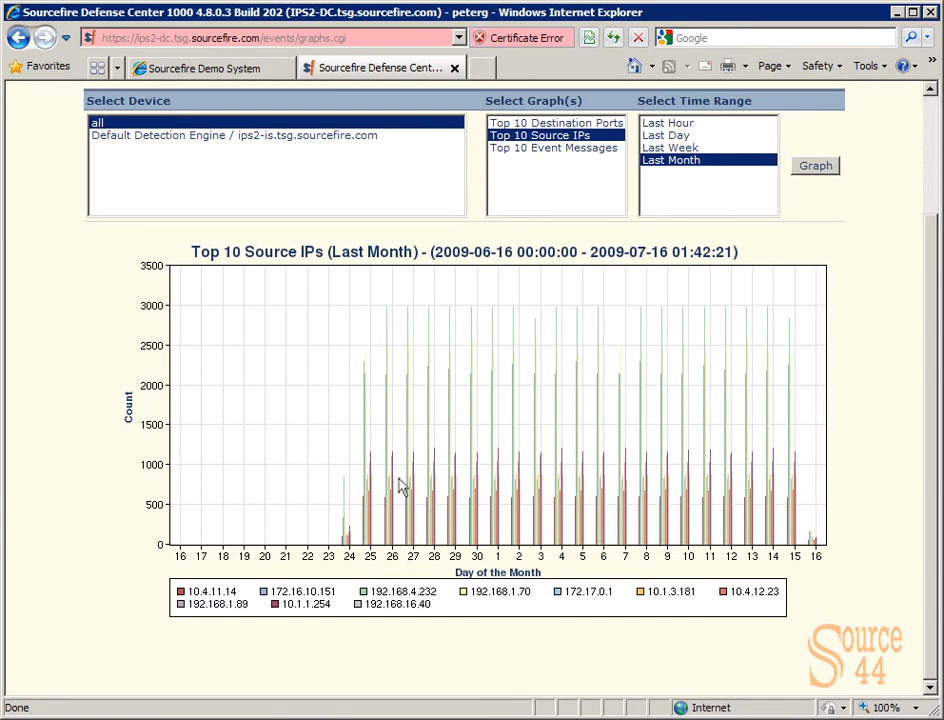 Sourcefire Defense Center 1000 4.8.0.3 Build 202 (IPS2-DC.tsg.sourcefire.com) - peterg - Windows Internet Explorer
https://ips2-dc.tsg.sourcefire.com/events/graphs.cgi Certificate Error Google
Favorites Sourcefire Demo System Sourcefire Defense Cent... Page Safety Tools
Select Device Select Graph(s) Select Time Range
all Top 10 Destination Ports Last Hour
Default Detection Engine / ips2-is.tsg.sourcefire.com Top 10 Source IPs Last Day
Top 10 Event Messages Last Week
Last Month
Graph
Top 10 Source IPs (Last Month) - (2009-06-16 00:00:00 - 2009-07-16 01:42:21)
3500
3000
2500
2000
1500
1000
500
0
Count
16 17 18 19 20 21 22 23 24 25 26 27 28 29 30 1 2 3 4 5 6 7 8 9 10 11 12 13 14 15 16
Day of the Month
10.4.11.14 172.16.10.151 192.168.4.232 192.168.1.70 172.17.0.1 10.1.3.181 10.4.12.23
192.168.1.89 10.1.1.254 192.168.16.40
Source
44
Done Internet 100%